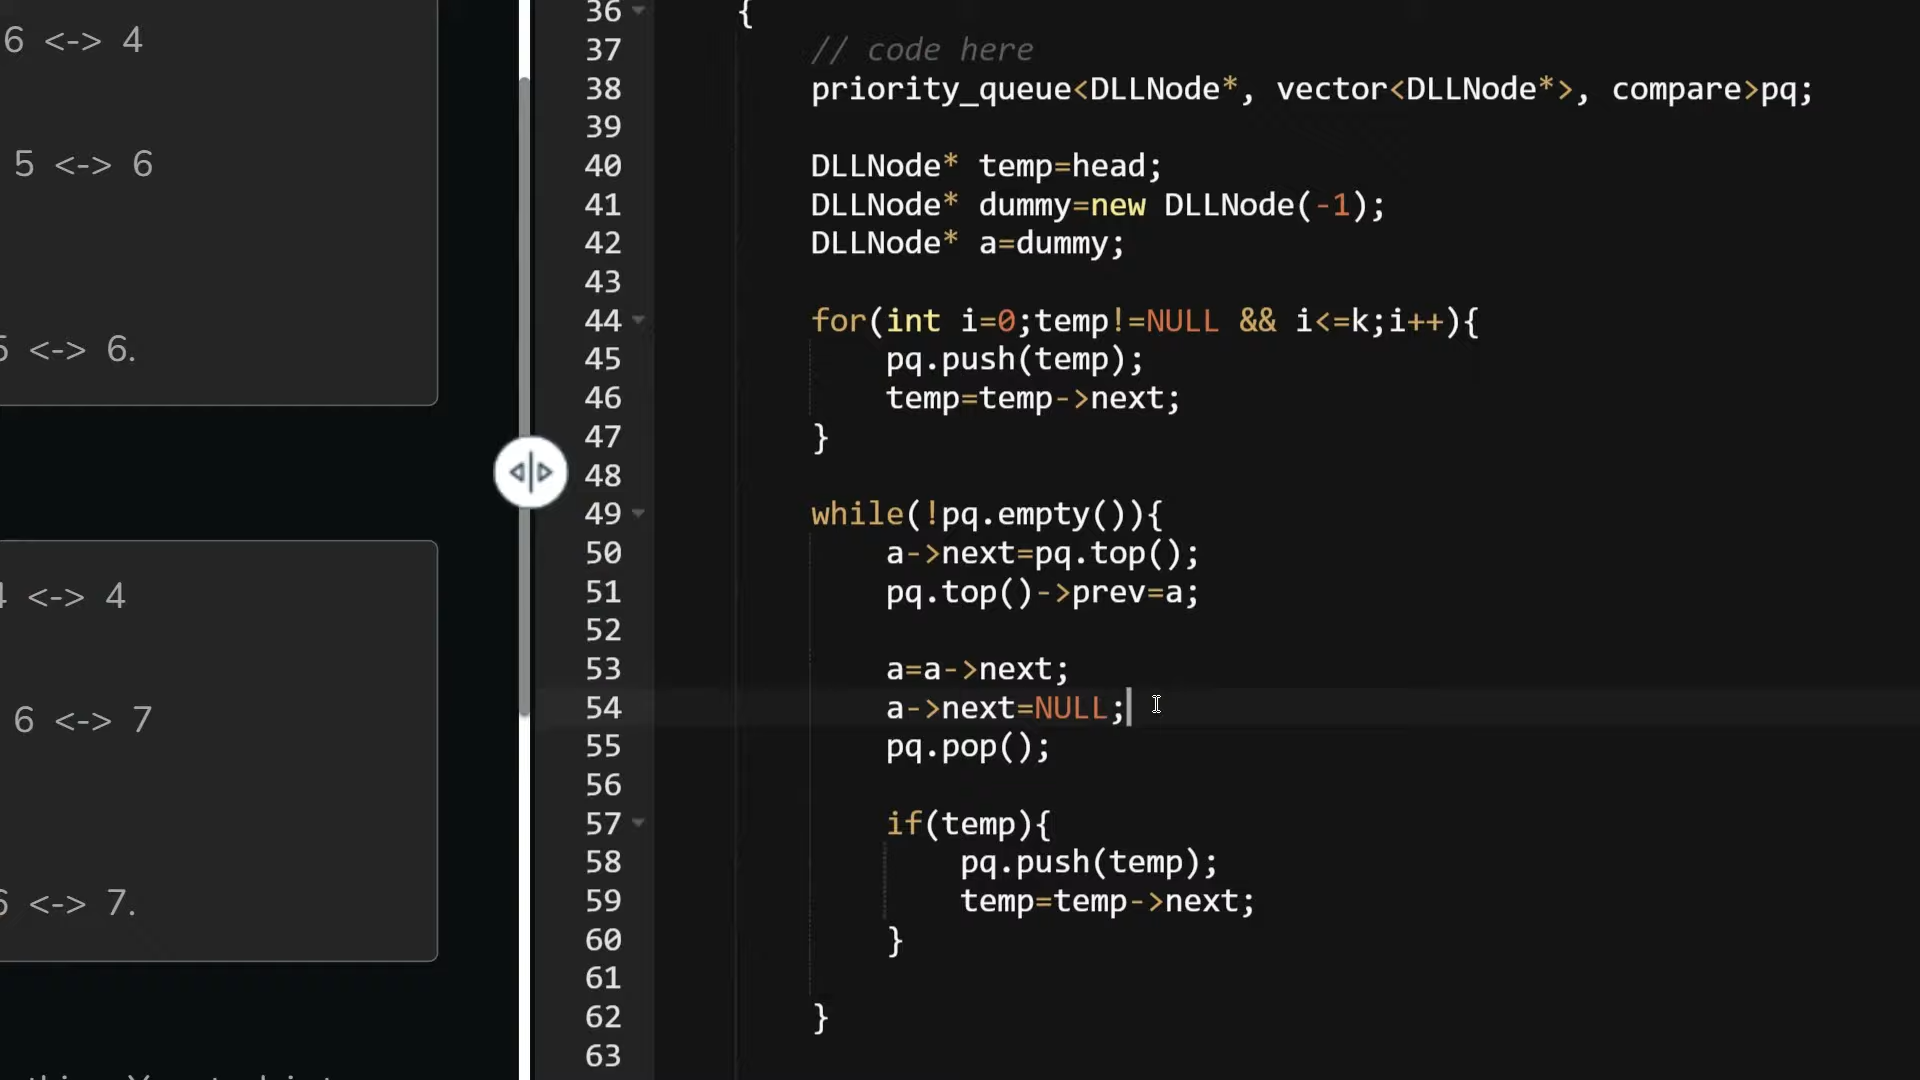 6 <-> 4
5 <-> 6
<-> 6.
<-> 4
6 <-> 7
<-> 7.
36 {
37 // code here
38 priority_queue<DLLNode*, vector<DLLNode*>, compare>pq;
39
40 DLLNode* temp=head;
41 DLLNode* dummy=new DLLNode(-1);
42 DLLNode* a=dummy;
43
44 for(int i=0;temp!=NULL && i<=k;i++){
45 pq.push(temp);
46 temp=temp->next;
47 }
48
49 while(!pq.empty()){
50 a->next=pq.top();
51 pq.top()->prev=a;
52
53 a=a->next;
54 a->next=NULL;
55 pq.pop();
56
57 if(temp){
58 pq.push(temp);
59 temp=temp->next;
60 }
61
62 }
63